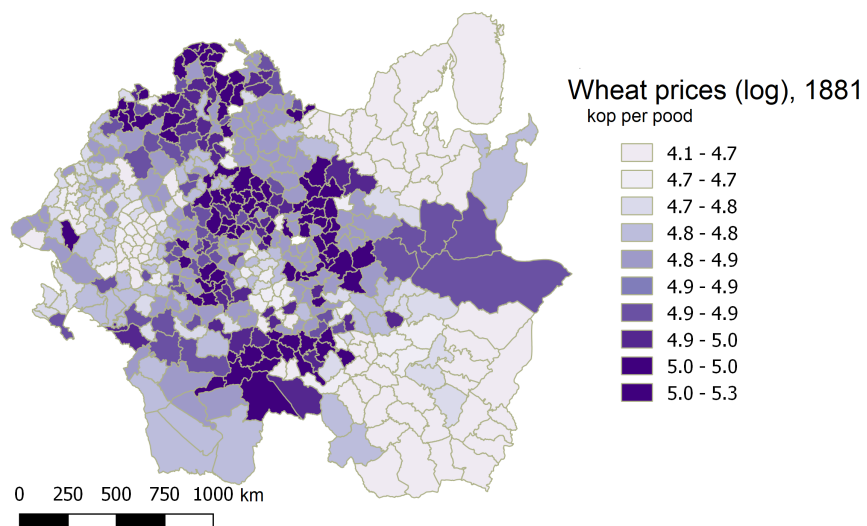 Wheat prices (log), 1881
kop per pood
4.1 - 4.7
4.7 - 4.7
4.7 - 4.8
4.8 - 4.8
4.8 - 4.9
4.9 - 4.9
4.9 - 4.9
4.9 - 5.0
5.0 - 5.0
5.0 - 5.3
0 250 500 750 1000 km